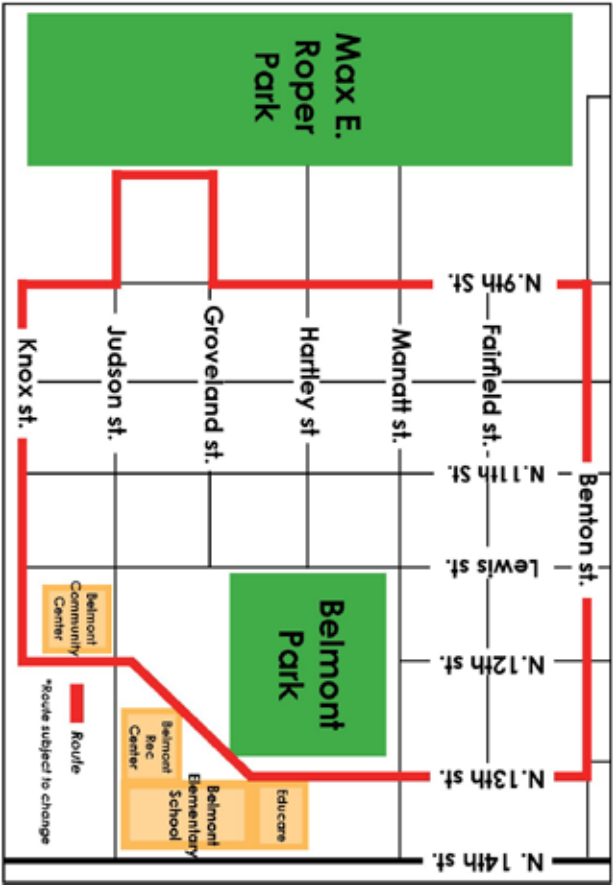 Max E.
Roper
Park
N.9th St.
Knox st.
Judson st.
Groveland st.
Hartley st
Manatt st.
Fairfield st.
Benton st.
N.11th St.
Lewis st.
N.12th st.
N.13th st.
N. 14th st.
Belmont
Park
Belmont
Community
Center
Belmont
Rec
Center
Belmont
Elementary
School
Educare
Route
*Route subject to change